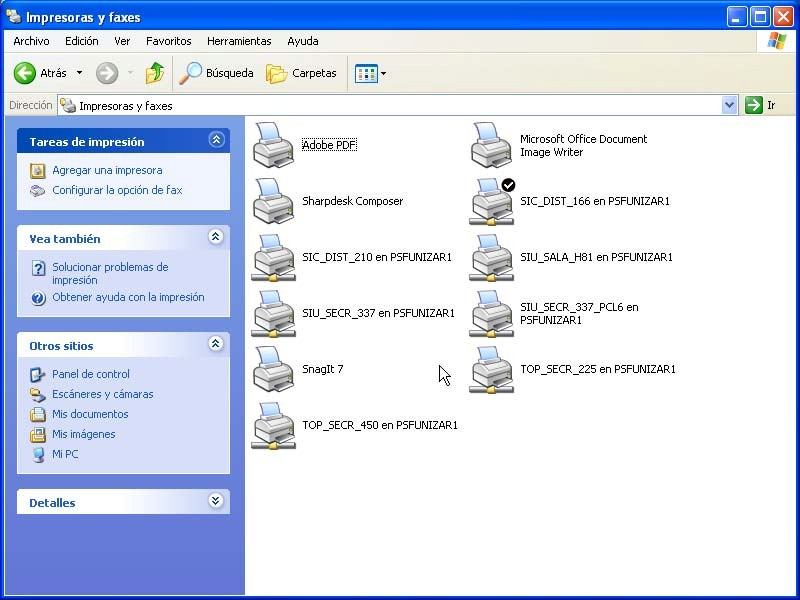 Impresoras y faxes
Archivo Edición Ver Favoritos Herramientas Ayuda
Atrás Búsqueda Carpetas
Dirección Impresoras y faxes Ir
Tareas de impresión
Agregar una impresora
Configurar la opción de fax
Vea también
Solucionar problemas de
impresión
Obtener ayuda con la impresión
Otros sitios
Panel de control
Escáneres y cámaras
Mis documentos
Mis imágenes
Mi PC
Detalles
Adobe PDF
Microsoft Office Document
Image Writer
Sharpdesk Composer
SIC_DIST_166 en PSFUNIZAR1
SIC_DIST_210 en PSFUNIZAR1
SIU_SALA_H81 en PSFUNIZAR1
SIU_SECR_337 en PSFUNIZAR1
SIU_SECR_337_PCL6 en
PSFUNIZAR1
SnagIt 7
TOP_SECR_225 en PSFUNIZAR1
TOP_SECR_450 en PSFUNIZAR1